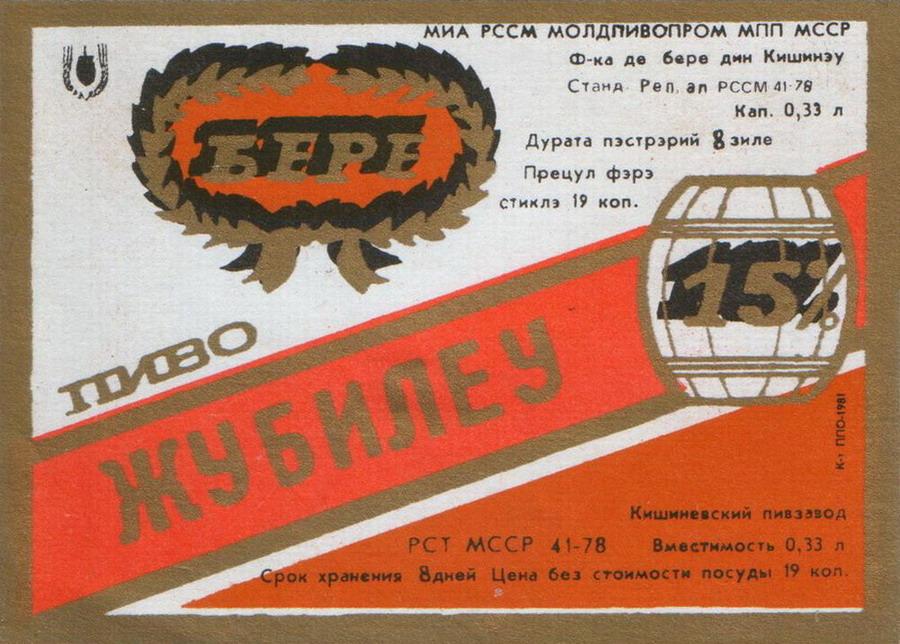 МИА РССМ МОЛДПИВОПРОМ МПП МССР
Ф-ка де бере дин Кишинэу
Станд. Реп. ал РССМ 41-78
Кап. 0,33 л
Дурата пэстрэрий 8 зиле
Прецул фэрэ
стиклэ 19 коп.
БЕРЕ
15%
ПИВО
ЖУБИЛЕУ
К-т ППО-1981
Кишиневский пивзавод
РСТ МССР 41-78 Вместимость 0,33 л
Срок хранения 8 дней Цена без стоимости посуды 19 коп.